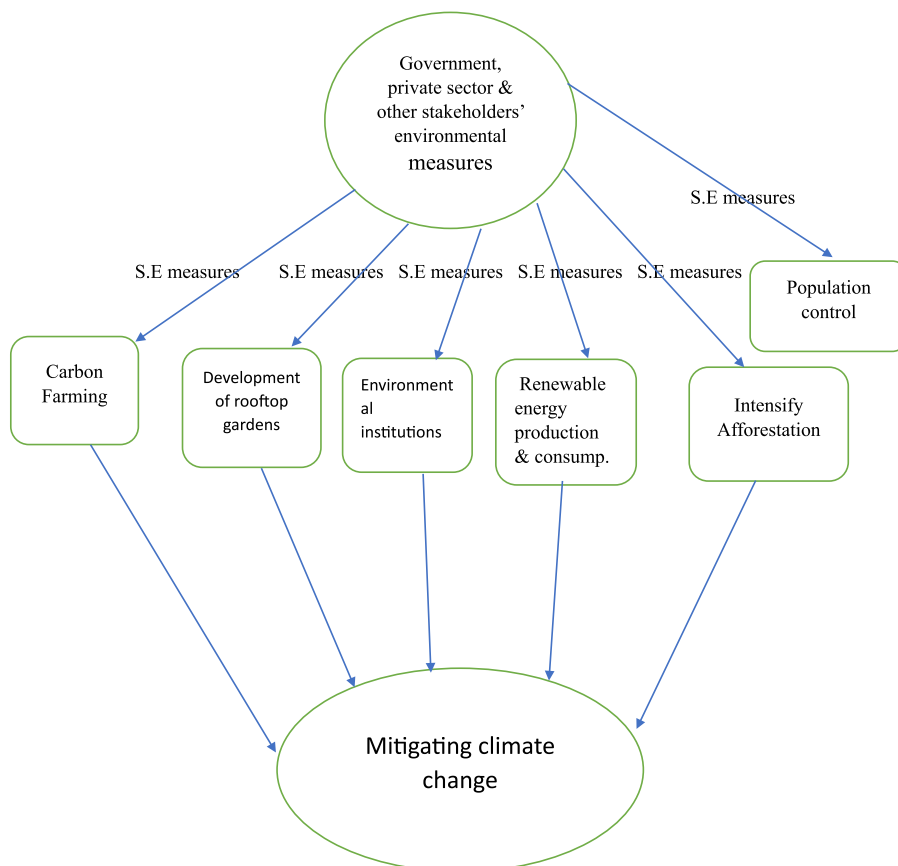 Government,
private sector &
other stakeholders’
environmental
measures
S.E measures
S.E measures
S.E measures
S.E measures
S.E measures
S.E measures
Population
control
Carbon
Farming
Development
of rooftop
gardens
Environment
al
institutions
Renewable
energy
production
& consump.
Intensify
Afforestation
Mitigating climate
change